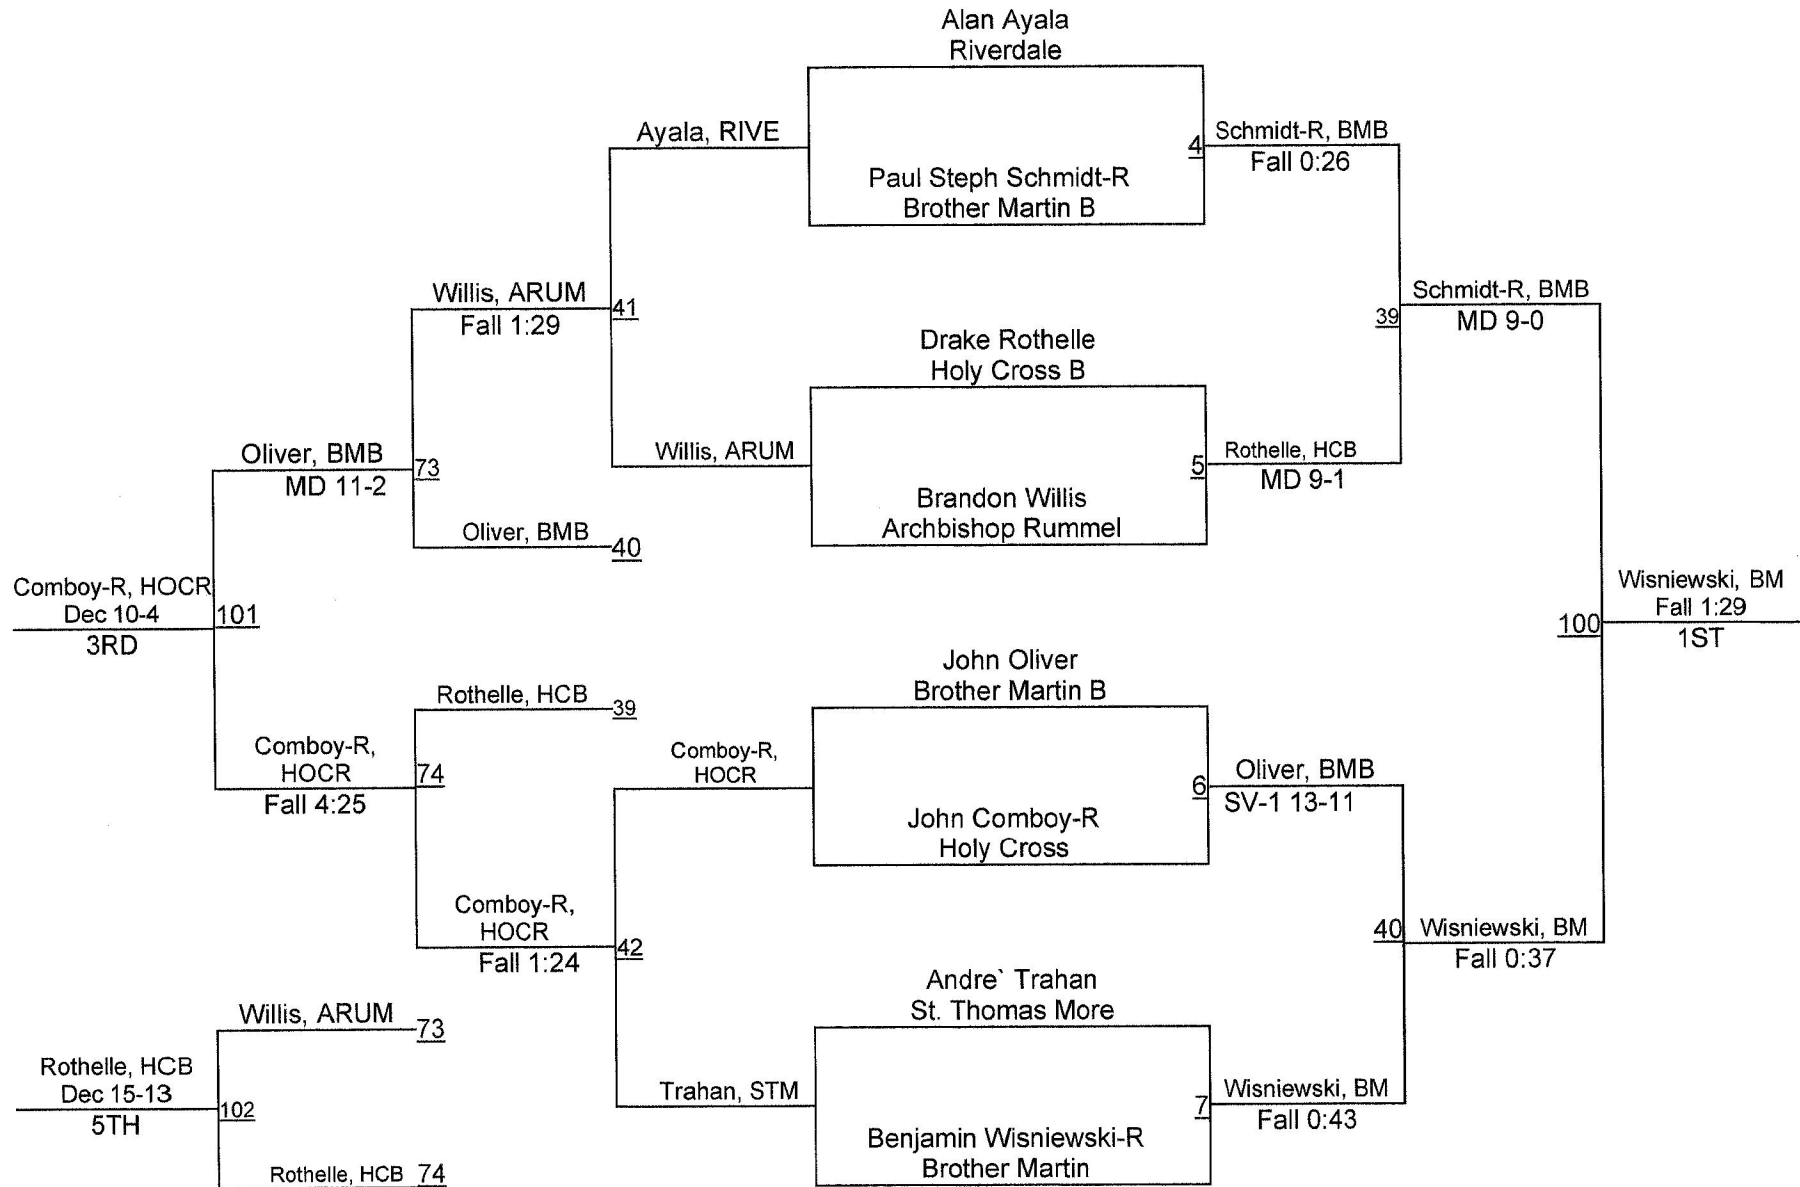 Alan Ayala
Riverdale
Ayala, RIVE
4
Schmidt-R, BMB
Fall 0:26
Paul Steph Schmidt-R
Brother Martin B
Willis, ARUM
Fall 1:29
41
Schmidt-R, BMB
MD 9-0
39
Drake Rothelle
Holy Cross B
Oliver, BMB
MD 11-2
73
Willis, ARUM
5
Rothelle, HCB
MD 9-1
Brandon Willis
Archbishop Rummel
Oliver, BMB
40
Comboy-R, HOCR
Dec 10-4
3RD
101
Wisniewski, BM
Fall 1:29
1ST
100
John Oliver
Brother Martin B
Rothelle, HCB
39
Comboy-R,
HOCR
Fall 4:25
74
Comboy-R,
HOCR
6
Oliver, BMB
SV-1 13-11
John Comboy-R
Holy Cross
Comboy-R,
HOCR
Fall 1:24
42
40
Wisniewski, BM
Fall 0:37
Andre` Trahan
St. Thomas More
Willis, ARUM
73
Rothelle, HCB
Dec 15-13
5TH
102
Trahan, STM
7
Wisniewski, BM
Fall 0:43
Benjamin Wisniewski-R
Brother Martin
Rothelle, HCB
74